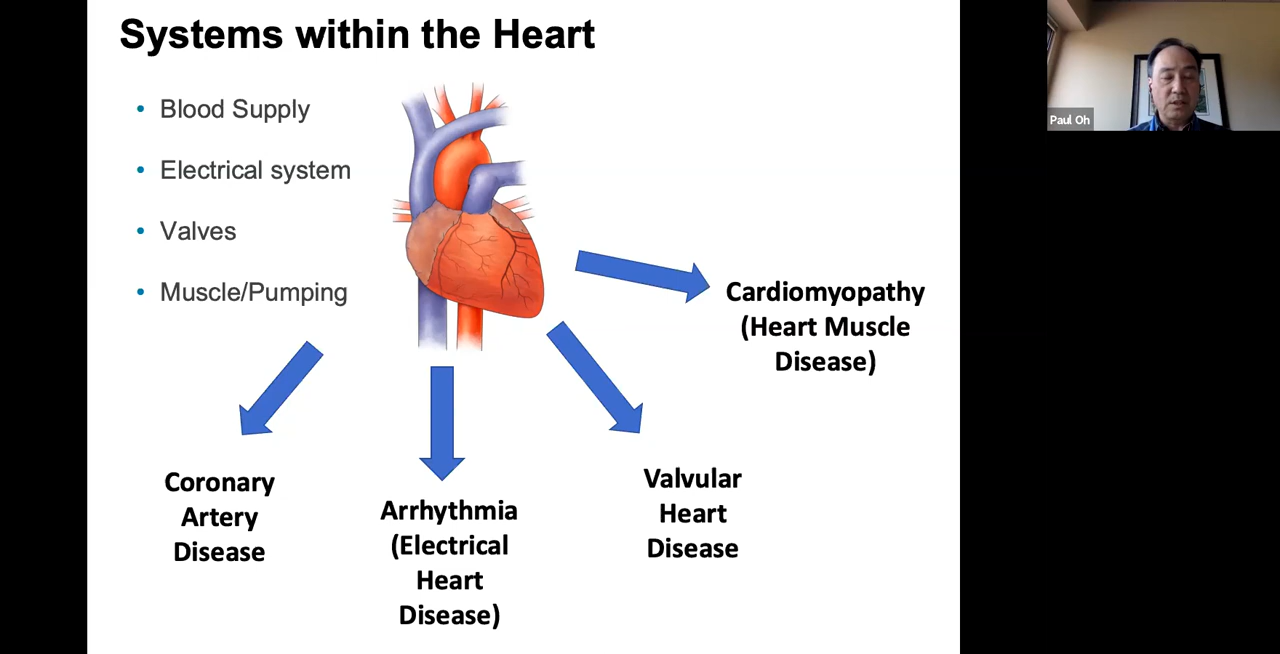 Systems within the Heart
• Blood Supply
• Electrical system
• Valves
• Muscle/Pumping
Cardiomyopathy
(Heart Muscle
Disease)
Coronary
Artery
Disease
Arrhythmia
(Electrical
Heart
Disease)
Valvular
Heart
Disease
Paul Oh